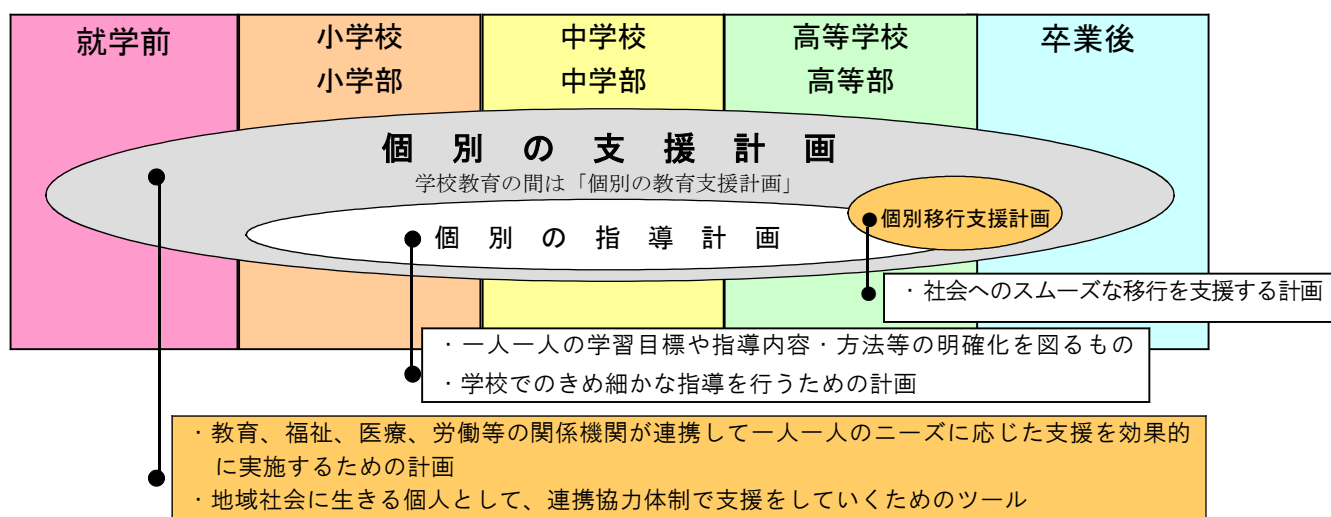 就学前
小学校
小学部
中学校
中学部
高等学校
高等部
卒業後
個別の支援計画
学校教育の間は「個別の教育支援計画」
個別移行支援計画
個別の指導計画
・社会へのスムーズな移行を支援する計画
・一人一人の学習目標や指導内容・方法等の明確化を図るもの
・学校でのきめ細かな指導を行うための計画
・教育、福祉、医療、労働等の関係機関が連携して一人一人のニーズに応じた支援を効果的
に実施するための計画
・地域社会に生きる個人として、連携協力体制で支援をしていくためのツール